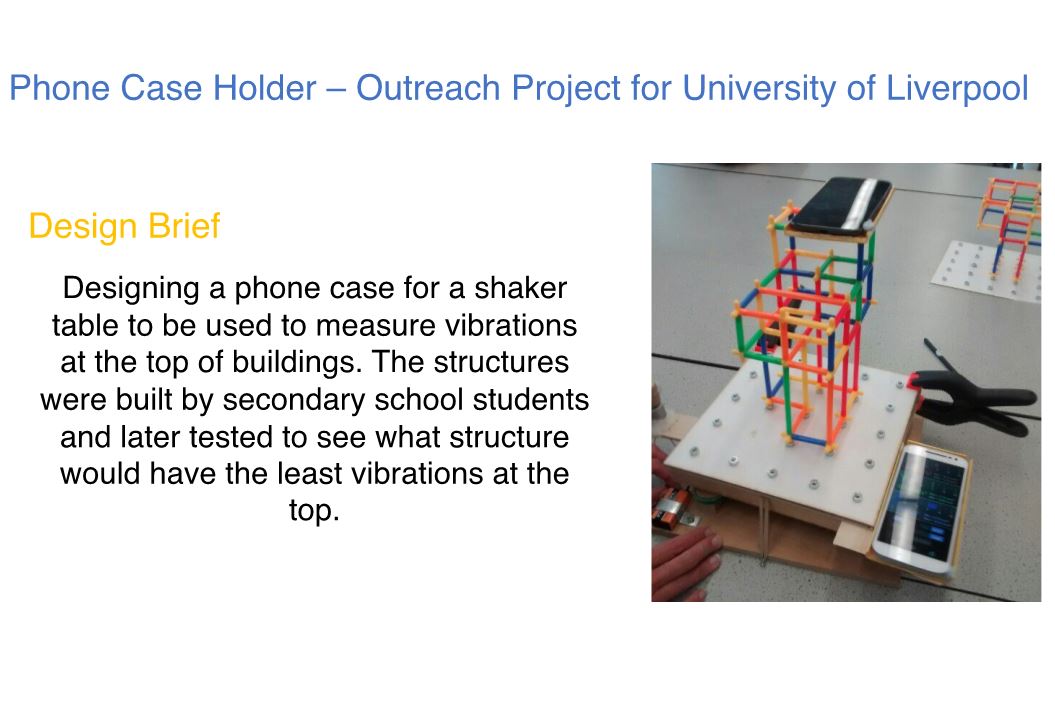 Phone Case Holder – Outreach Project for University of Liverpool
Design Brief
Designing a phone case for a shaker
table to be used to measure vibrations
at the top of buildings. The structures
were built by secondary school students
and later tested to see what structure
would have the least vibrations at the
top.